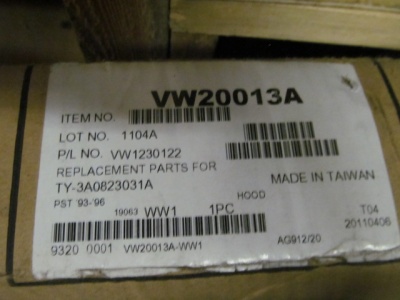 VW20013A
ITEM NO.
LOT NO. 1104A
P/L NO. VW1230122
REPLACEMENT PARTS FOR
TY-3A0823031A MADE IN TAIWAN
PST 93-96 HOOD
19063 WW1 1PC T04
20110406
9320 0001 VW20013A-WW1 AG912/20